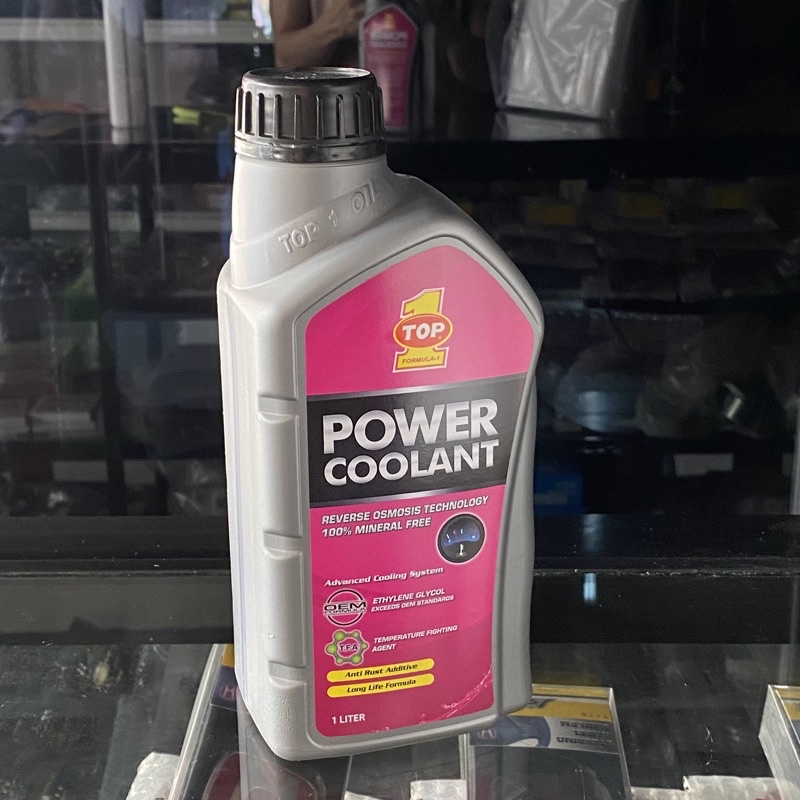 TOP 1 OIL
1
TOP
FORMULA-1
POWER
COOLANT
REVERSE OSMOSIS TECHNOLOGY
100% MINERAL FREE
Advanced Cooling System
OEM
FORMULA
ETHYLENE GLYCOL
EXCEEDS OEM STANDARDS
T.F.A
TEMPERATURE FIGHTING
AGENT
Anti Rust Additive
Long Life Formula
1 LITER